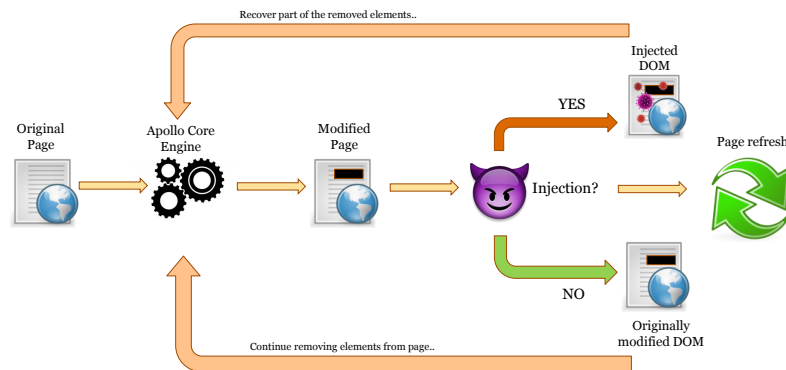 Recover part of the removed elements..
Injected
DOM
YES
Original
Page
Apollo Core
Engine
Modified
Page
Page refresh
Injection?
NO
Originally
modified DOM
Continue removing elements from page..